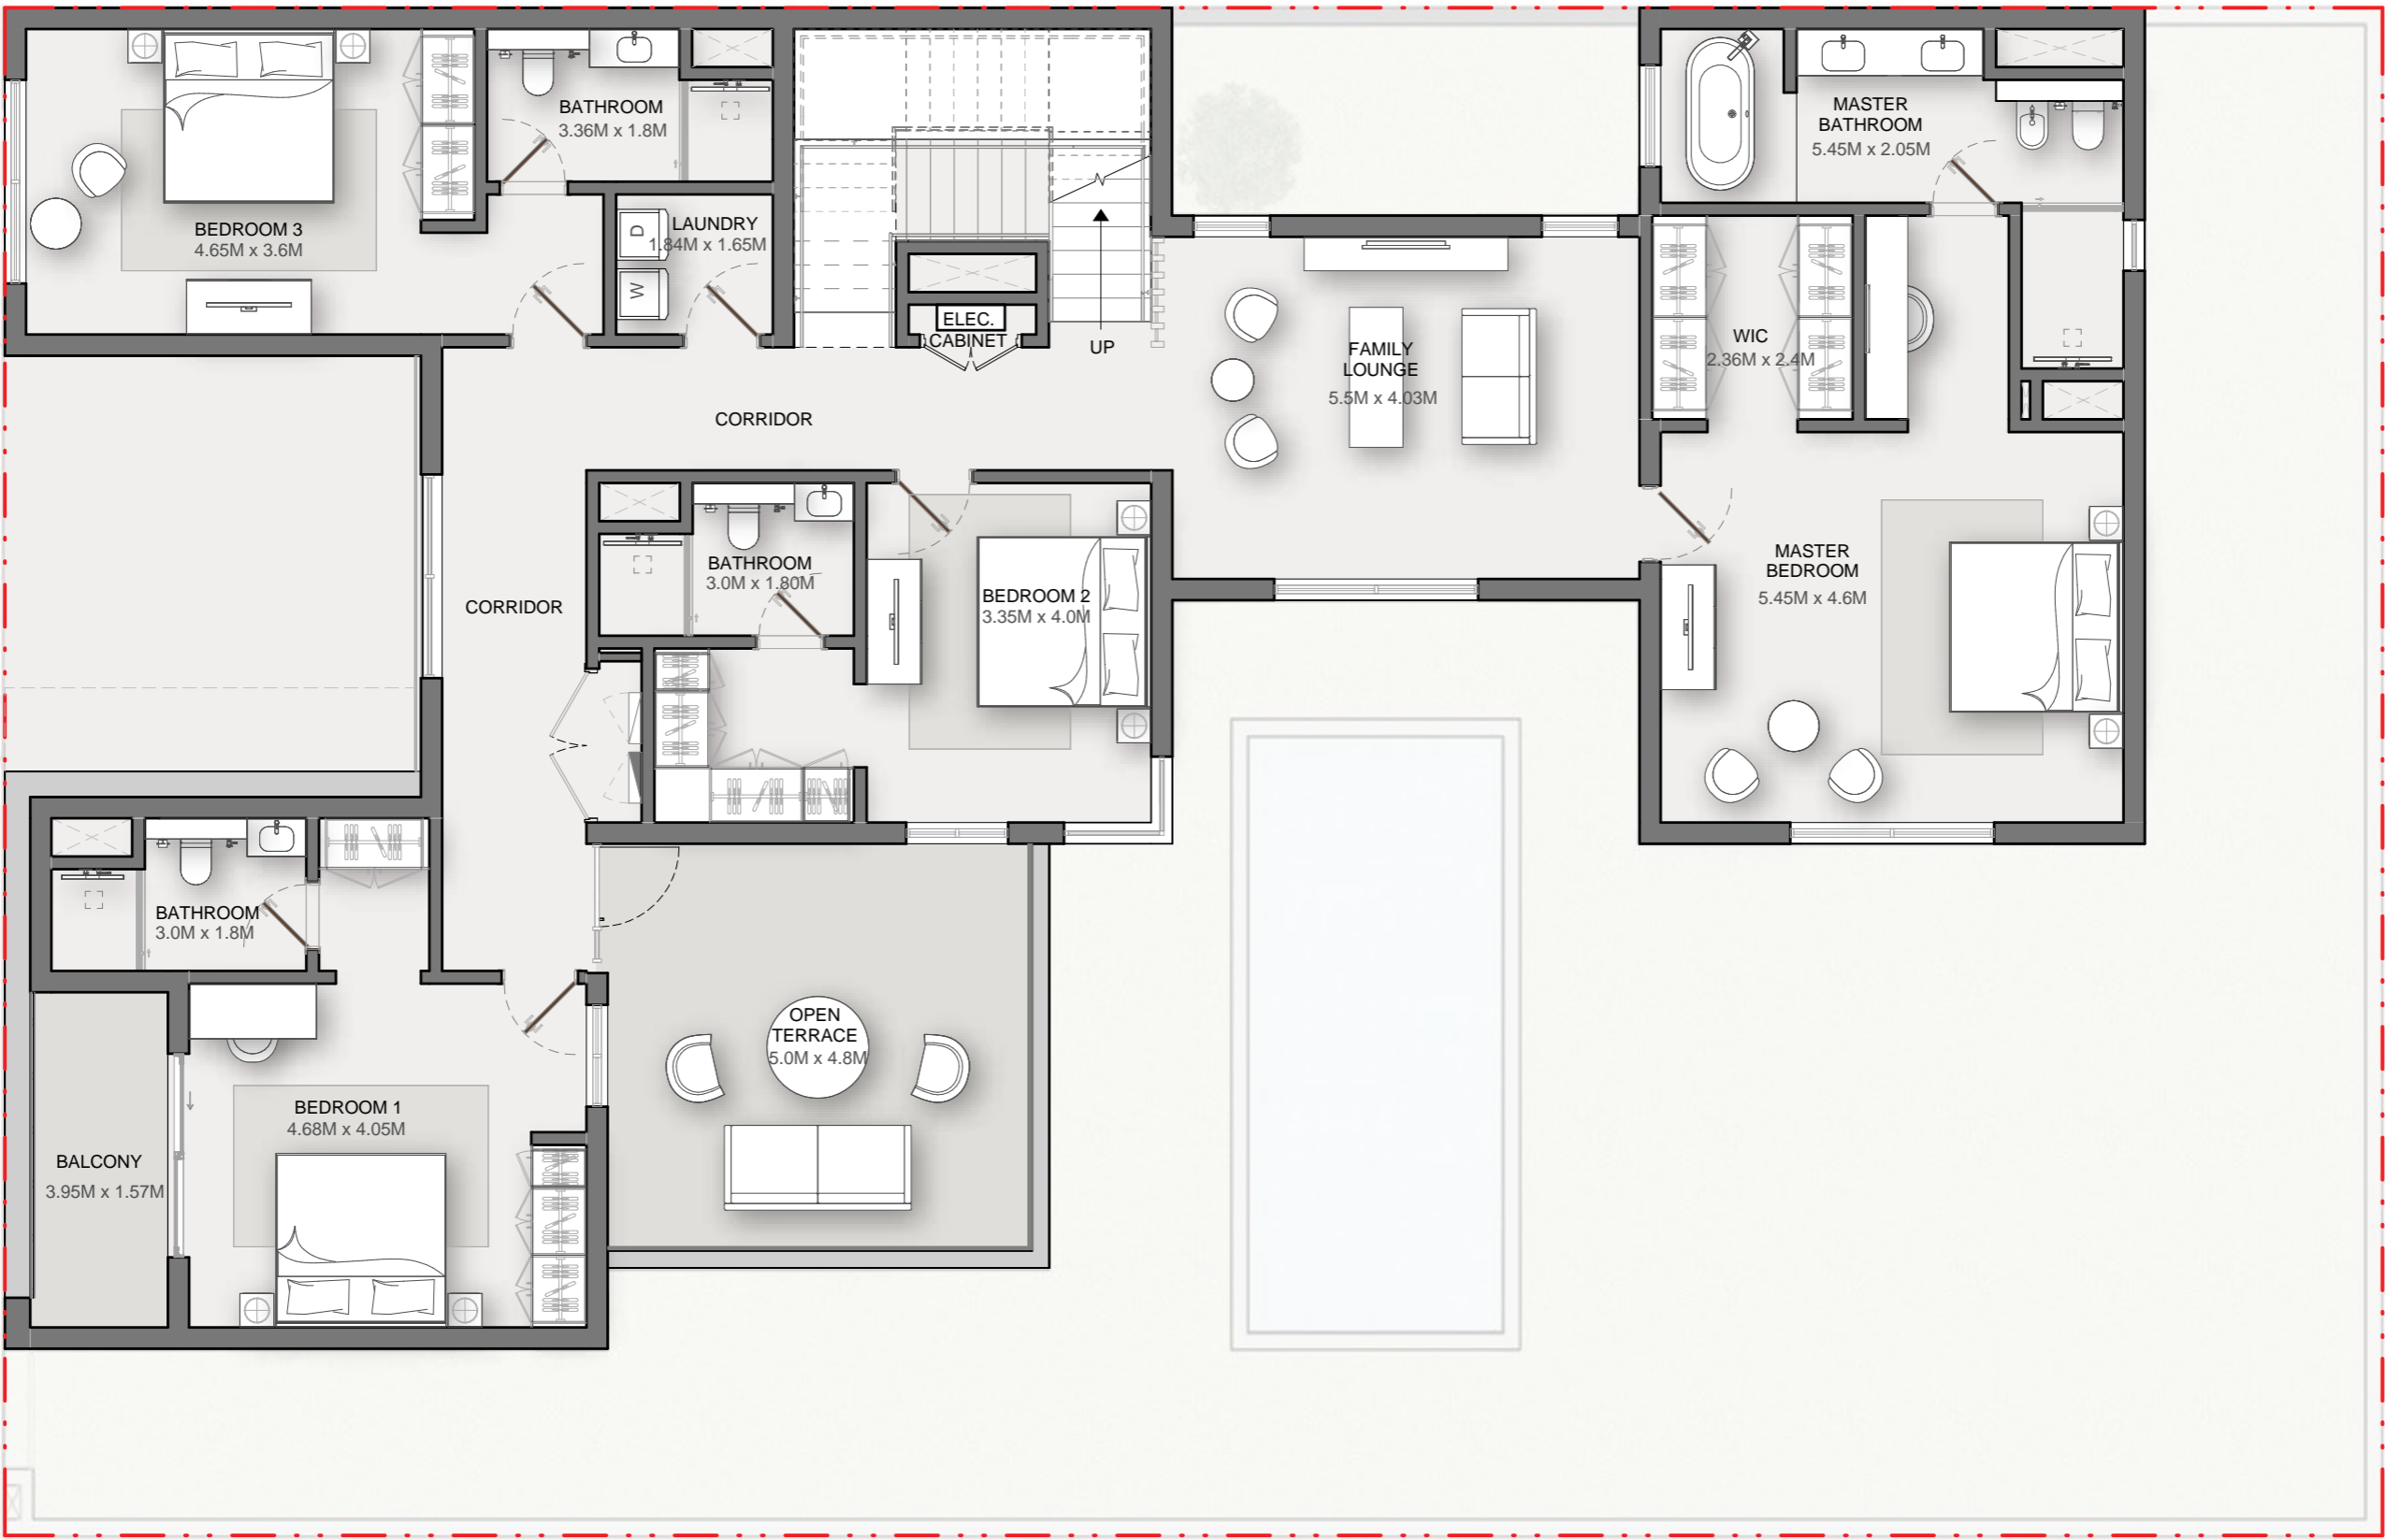 BATHROOM
3.36M x 1.8M
MASTER
BATHROOM
5.45M x 2.05M
BEDROOM 3
4.65M x 3.6M
D
W
LAUNDRY
1.84M x 1.65M
ELEC.
CABINET
UP
FAMILY
LOUNGE
5.5M x 4.03M
WIC
2.36M x 2.4M
CORRIDOR
BATHROOM
3.0M x 1.80M
BEDROOM 2
3.35M x 4.0M
CORRIDOR
MASTER
BEDROOM
5.45M x 4.6M
BATHROOM
3.0M x 1.8M
OPEN
TERRACE
5.0M x 4.8M
BEDROOM 1
4.68M x 4.05M
BALCONY
3.95M x 1.57M